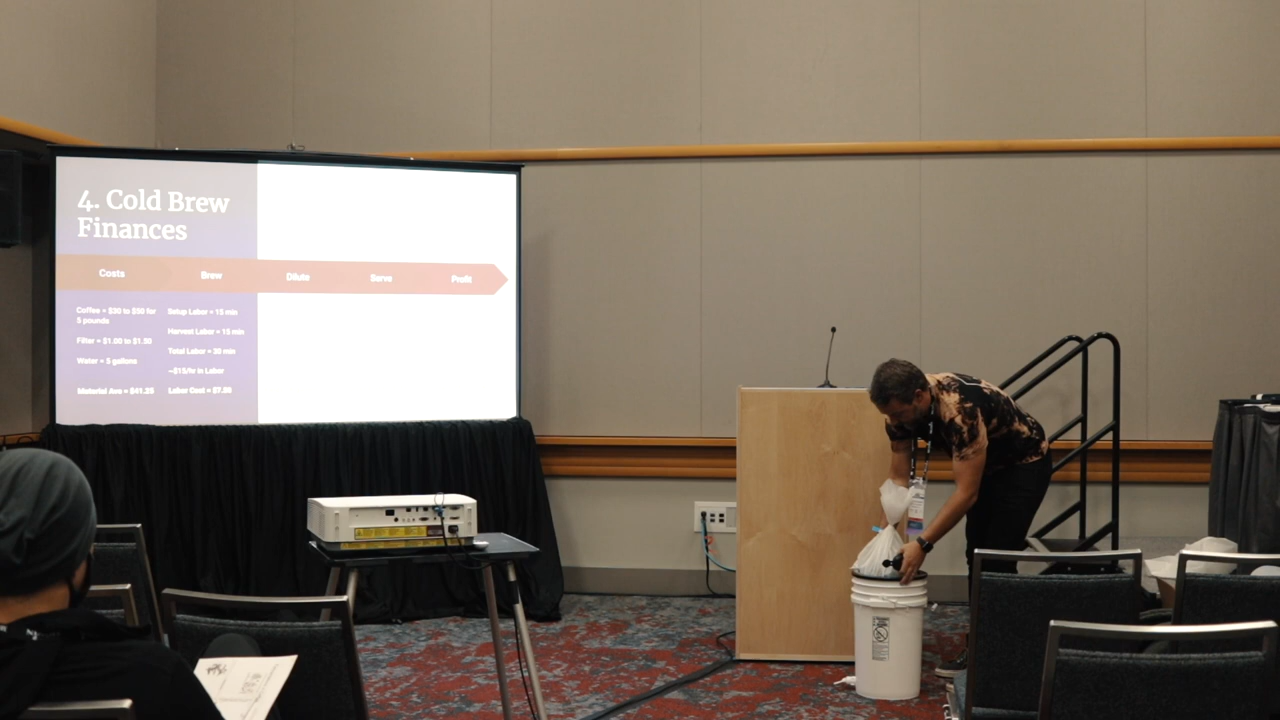 4. Cold Brew
Finances
Costs
Brew
Dilute
Serve
Profit
Coffee = $30 to $50 for
5 pounds
Filter = $1.00 to $1.50
Water = 5 gallons
Material Ave = $41.25
Setup Labor = 15 min
Harvest Labor = 15 min
Total Labor = 30 min
~$15/hr in Labor
Labor Cost = $7.50